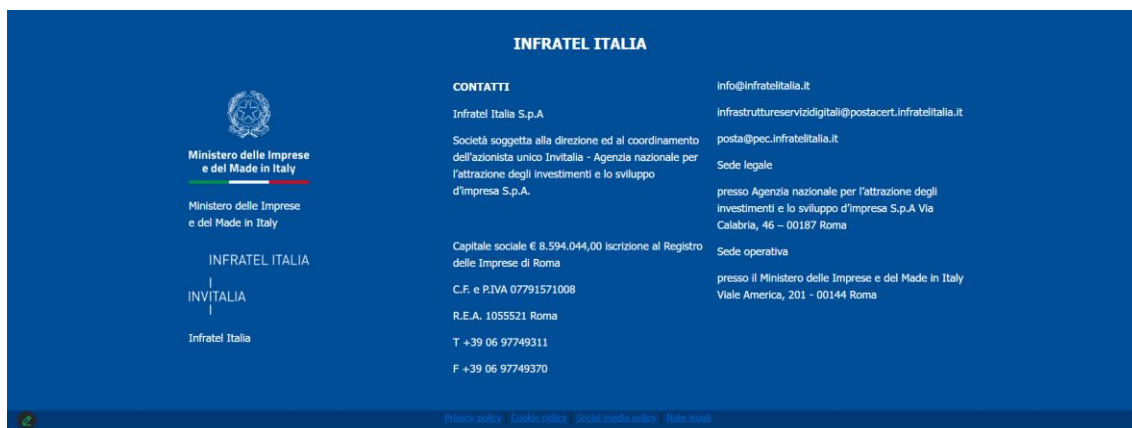 INFRATEL ITALIA
Ministero delle Imprese
e del Made in Italy
Ministero delle Imprese
e del Made in Italy
INFRATEL ITALIA
INVITALIA
Infratel Italia
CONTATTI
Infratel Italia S.p.A
Società soggetta alla direzione ed al coordinamento
dell'azionista unico Invitalia - Agenzia nazionale per
l'attrazione degli investimenti e lo sviluppo
d'impresa S.p.A.
Capitale sociale € 8.594.044,00 iscrizione al Registro
delle Imprese di Roma
C.F. e P.IVA 07791571008
R.E.A. 1055521 Roma
T +39 06 97749311
F +39 06 97749370
info@infratelitalia.it
infrastruttureservizidigitali@postacert.infratelitalia.it
posta@pec.infratelitalia.it
Sede legale
presso Agenzia nazionale per l'attrazione degli
investimenti e lo sviluppo d'impresa S.p.A Via
Calabria, 46 – 00187 Roma
Sede operativa
presso il Ministero delle Imprese e del Made in Italy
Viale America, 201 - 00144 Roma
Privacy policy | Cookie policy | Social media policy | Note legali